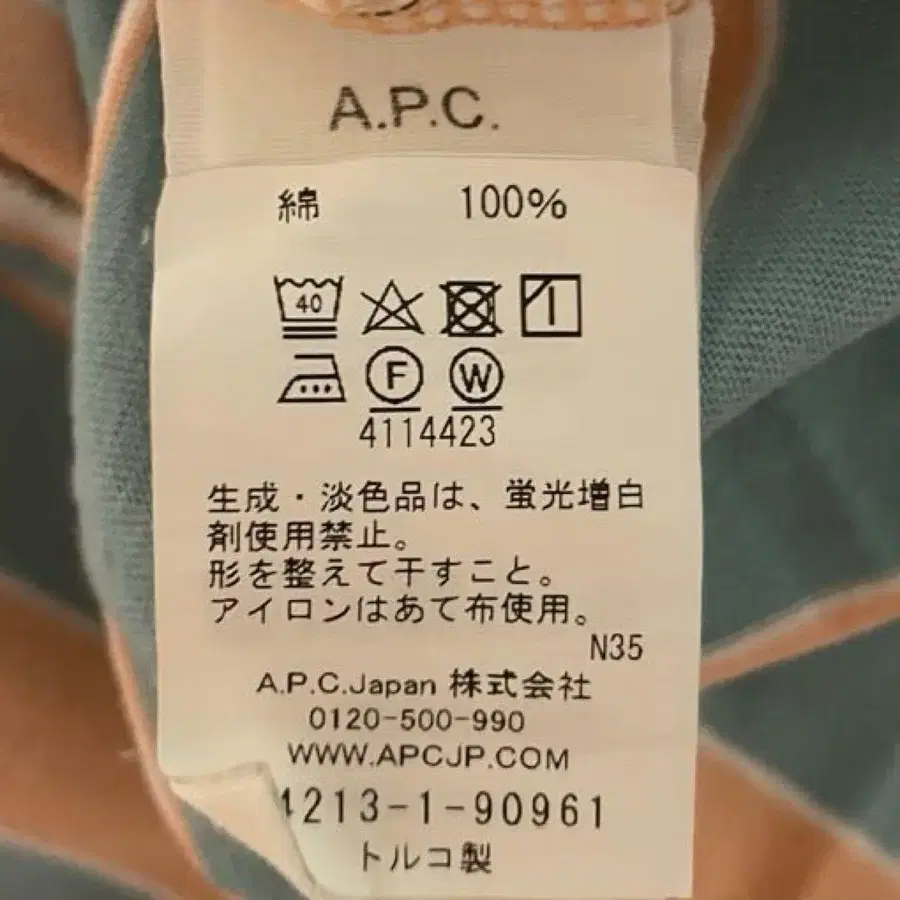 A.P.C.
綿 100%
40
F W
4114423
生成・淡色品は、蛍光増白
剤使用禁止。
形を整えて干すこと。
アイロンはあて布使用。
N35
A.P.C.Japan 株式会社
0120-500-990
WWW.APCJP.COM
4213-1-90961
トルコ製